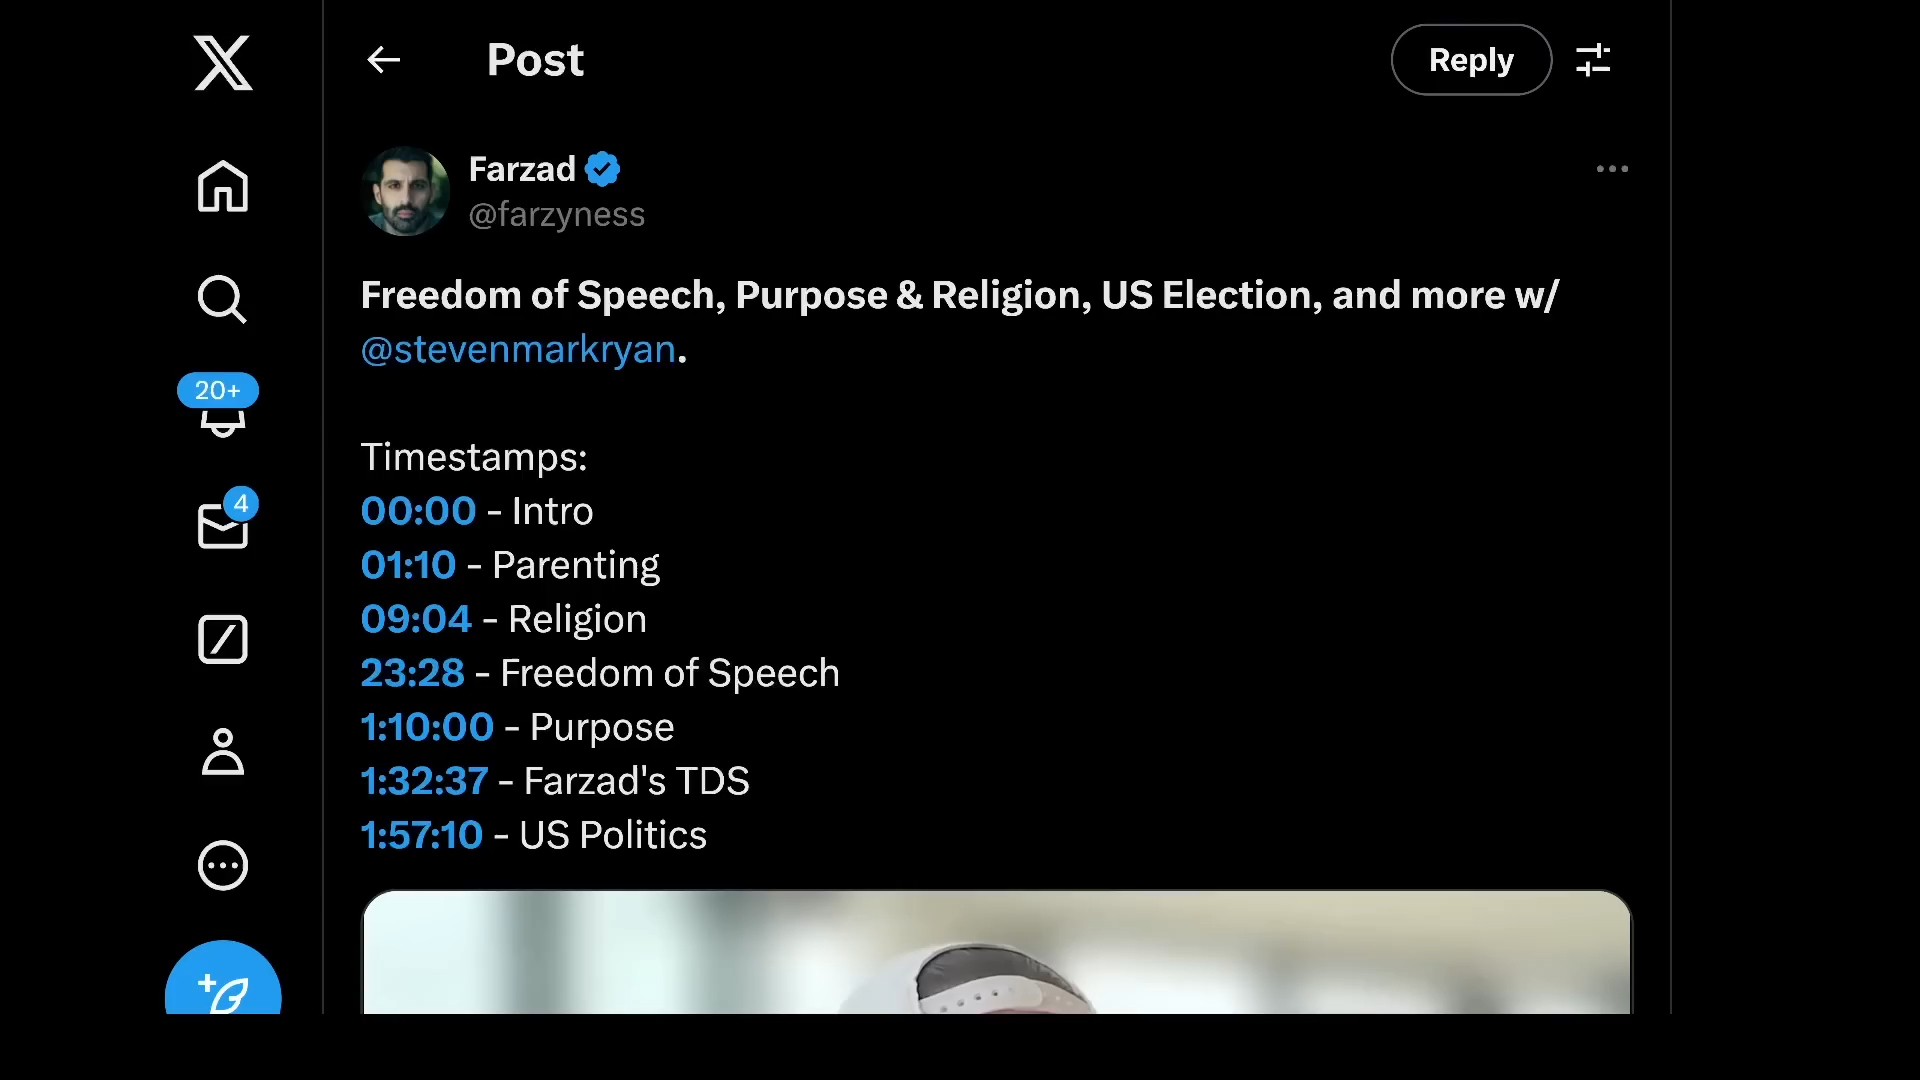 Post
Reply
Farzad
@farzyness
Freedom of Speech, Purpose & Religion, US Election, and more w/
@stevenmarkryan.
20+
4
Timestamps:
00:00 - Intro
01:10 - Parenting
09:04 - Religion
23:28 - Freedom of Speech
1:10:00 - Purpose
1:32:37 - Farzad's TDS
1:57:10 - US Politics